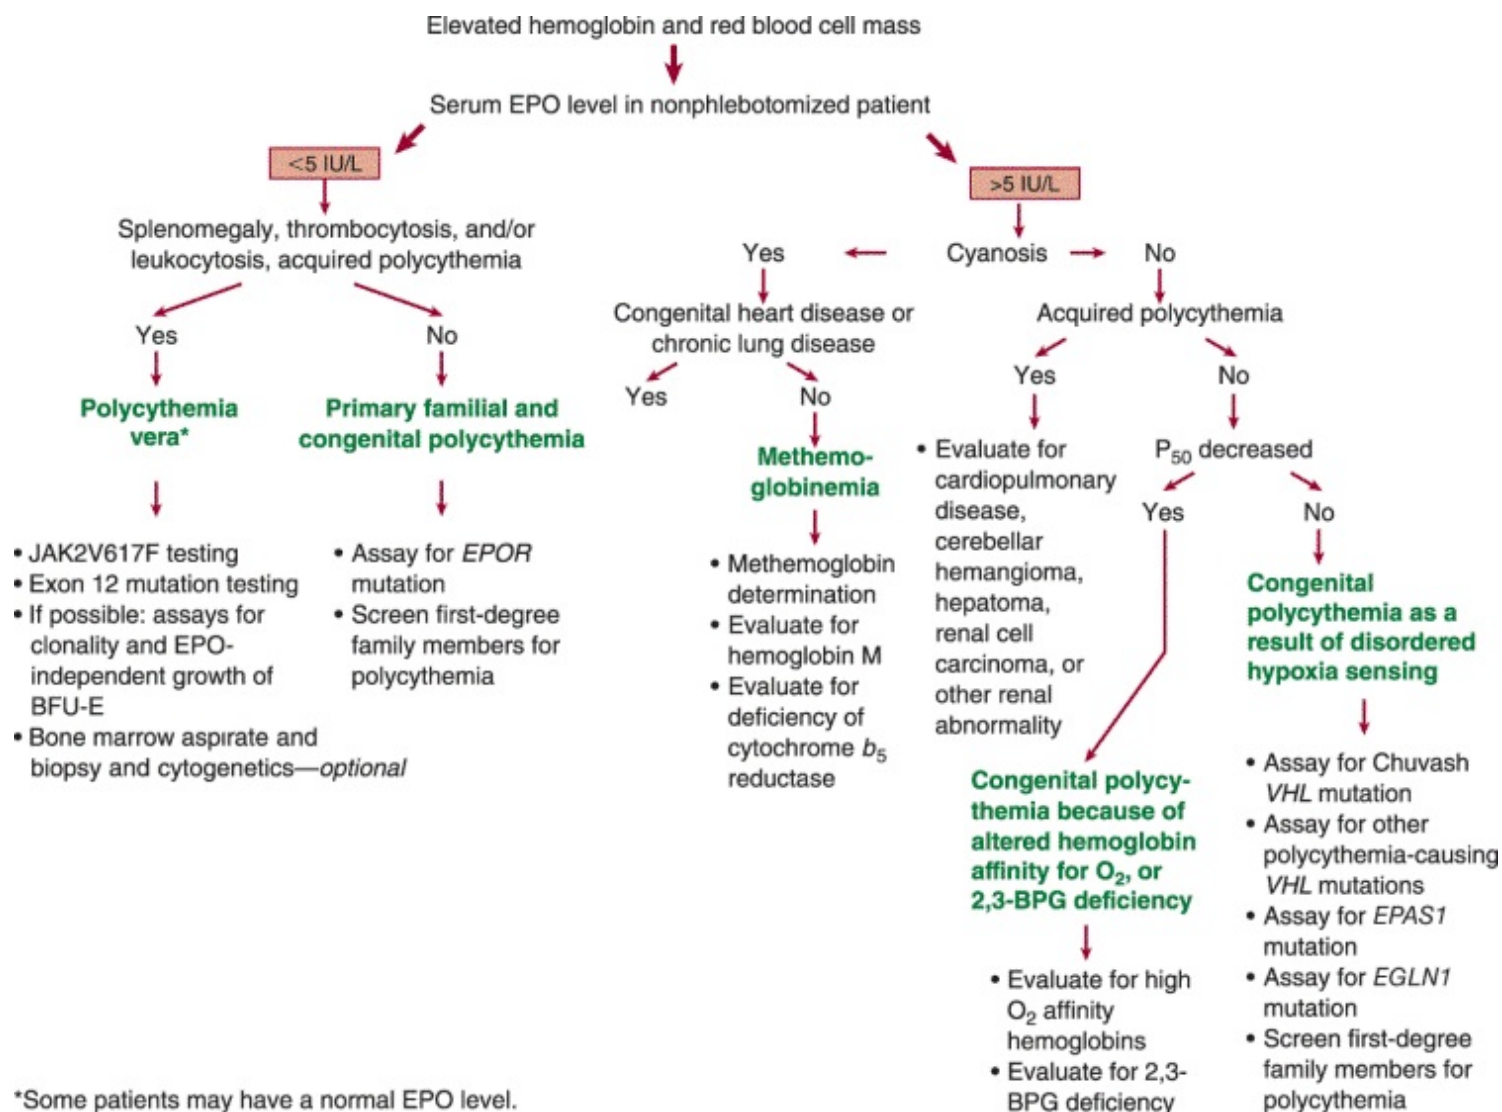 Elevated hemoglobin and red blood cell mass
Serum EPO level in nonphlebotomized patient
<5 IU/L
Splenomegaly, thrombocytosis, and/or
leukocytosis, acquired polycythemia
Yes
No
Polycythemia
vera*
Primary familial and
congenital polycythemia
• JAK2V617F testing
• Exon 12 mutation testing
• If possible: assays for
clonality and EPO-
independent growth of
BFU-E
• Bone marrow aspirate and
biopsy and cytogenetics—optional
• Assay for EPOR
mutation
• Screen first-degree
family members for
polycythemia
>5 IU/L
Yes
Cyanosis
No
Congenital heart disease or
chronic lung disease
Yes
No
Methemo-
globinemia
• Methemoglobin
determination
• Evaluate for
hemoglobin M
• Evaluate for
deficiency of
cytochrome b5
reductase
Acquired polycythemia
Yes
No
• Evaluate for
cardiopulmonary
disease,
cerebellar
hemangioma,
hepatoma,
renal cell
carcinoma, or
other renal
abnormality
P50 decreased
Yes
No
Congenital polycy-
themia because of
altered hemoglobin
affinity for O2, or
2,3-BPG deficiency
• Evaluate for high
O2 affinity
hemoglobins
• Evaluate for 2,3-
BPG deficiency
Congenital
polycythemia as a
result of disordered
hypoxia sensing
• Assay for Chuvash
VHL mutation
• Assay for other
polycythemia-causing
VHL mutations
• Assay for EPAS1
mutation
• Assay for EGLN1
mutation
• Screen first-degree
family members for
polycythemia
*Some patients may have a normal EPO level.